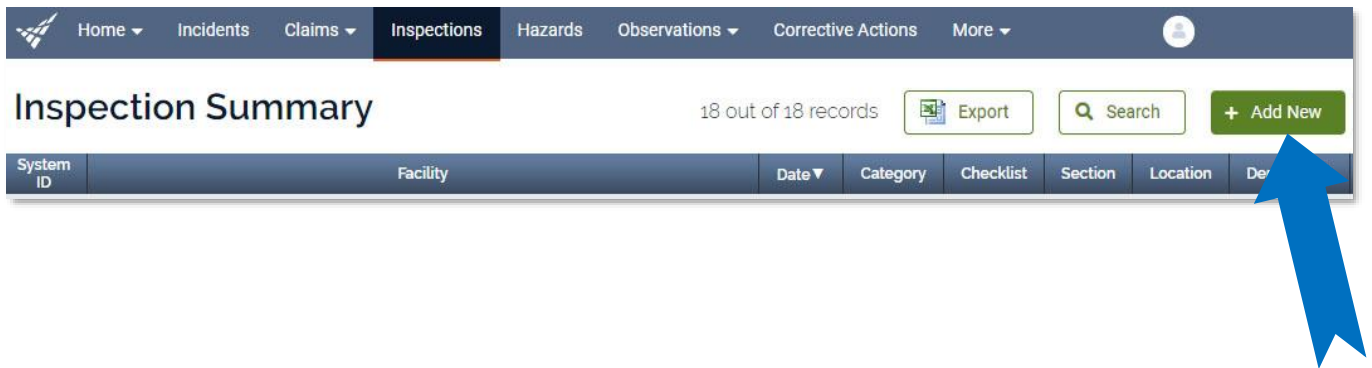 Home Incidents Claims Inspections Hazards Observations Corrective Actions More
Inspection Summary 18 out of 18 records Export Search + Add New
System ID Facility Date▼ Category Checklist Section Location